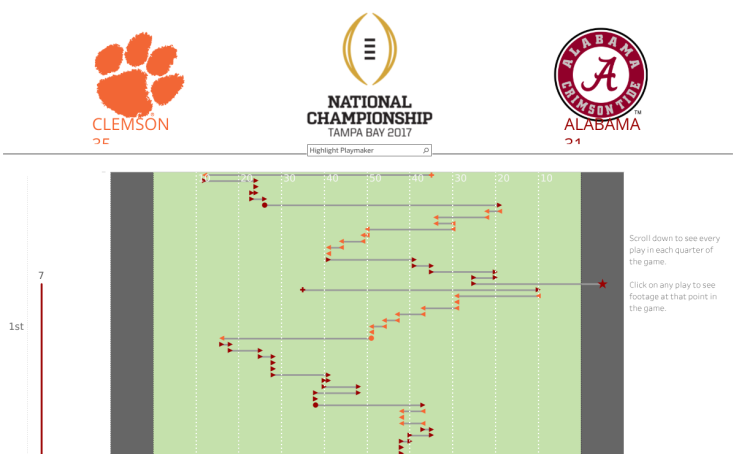 NATIONAL
CHAMPIONSHIP
TAMPA BAY 2017
CLEMSON
35
ALABAMA
CRIMSON TIDE
A
TM
ALABAMA
31
Highlight Playmaker
10 20 30 40 50 40 30 20 10
Scroll down to see every
play in each quarter of
the game.
Click on any play to see
footage at that point in
the game.
7
1st